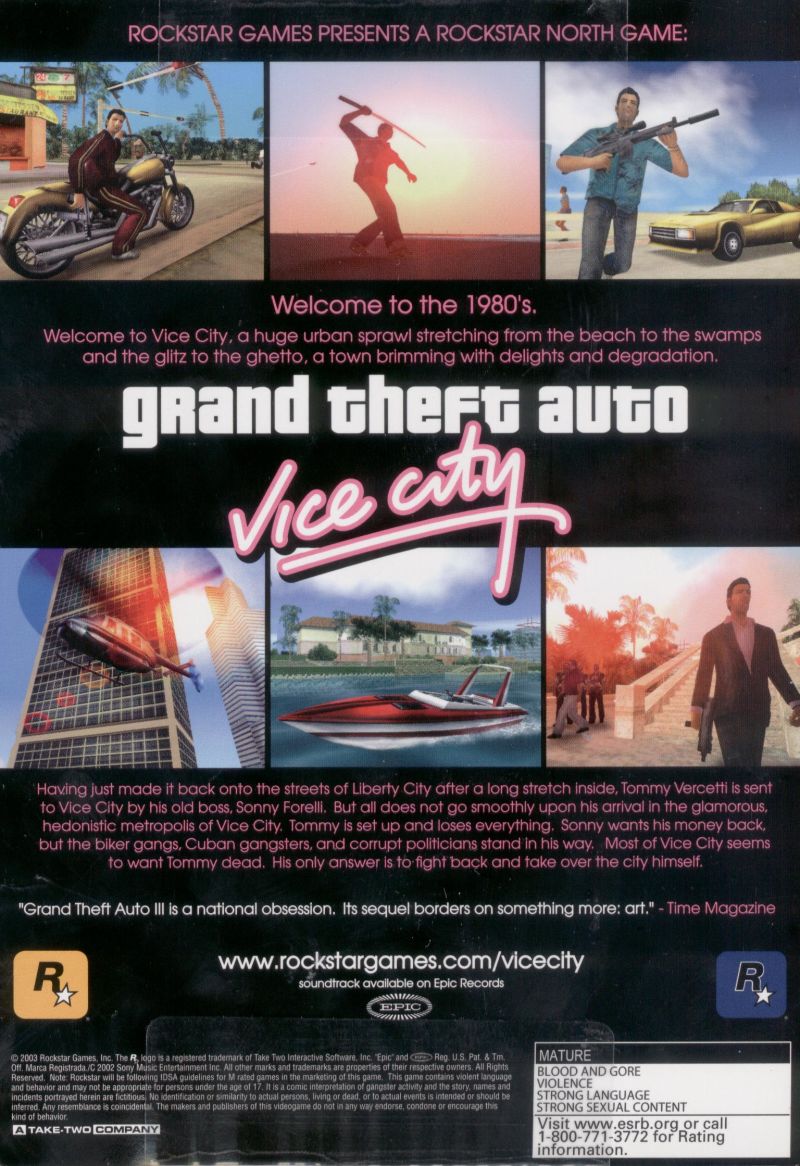 ROCKSTAR GAMES PRESENTS A ROCKSTAR NORTH GAME:
Welcome to the 1980's.
Welcome to Vice City, a huge urban sprawl stretching from the beach to the swamps
and the glitz to the ghetto, a town brimming with delights and degradation.
grand theft auto
Vice City
Having just made it back onto the streets of Liberty City after a long stretch inside, Tommy Vercetti is sent
to Vice City by his old boss, Sonny Forelli. But all does not go smoothly upon his arrival in the glamorous,
hedonistic metropolis of Vice City. Tommy is set up and loses everything. Sonny wants his money back,
but the biker gangs, Cuban gangsters, and corrupt politicians stand in his way. Most of Vice City seems
to want Tommy dead. His only answer is to fight back and take over the city himself.
"Grand Theft Auto III is a national obsession. Its sequel borders on something more: art." - Time Magazine
www.rockstargames.com/vicecity
soundtrack available on Epic Records
EPIC
R
R
© 2003 Rockstar Games, Inc. The R logo is a registered trademark of Take Two Interactive Software, Inc. "Epic" and EPIC Reg. U.S. Pat. & Tm.
Off. Marca Registrada./C 2002 Sony Music Entertainment Inc. All other marks and trademarks are properties of their respective owners. All Rights
Reserved. Note: Rockstar will be following IDSA guidelines for M rated games in the marketing of this game. This game contains violent language
and behavior and may not be appropriate for persons under the age of 17. It is a comic interpretation of gangster activity and the story, names and
incidents portrayed herein are fictitious. No identification or similarity to actual persons, living or dead, or to actual events is intended or should be
inferred. Any resemblance is coincidental. The makers and publishers of this videogame do not in any way endorse, condone or encourage this
kind of behavior.
A TAKE-TWO COMPANY
MATURE
BLOOD AND GORE
VIOLENCE
STRONG LANGUAGE
STRONG SEXUAL CONTENT
Visit www.esrb.org or call
1-800-771-3772 for Rating
information.